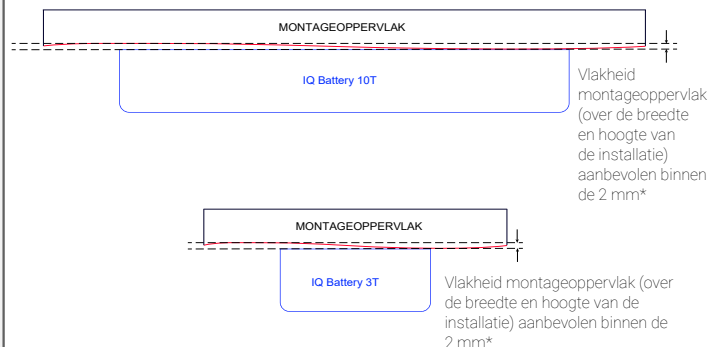 MONTAGEOPPERVLAK
IQ Battery 10T
Vlakheid
montageoppervlak
(over de breedte
en hoogte van
de installatie)
aanbevolen binnen
de 2 mm*
MONTAGEOPPERVLAK
IQ Battery 3T
Vlakheid montageoppervlak (over
de breedte en hoogte van de
installatie) aanbevolen binnen de
2 mm*